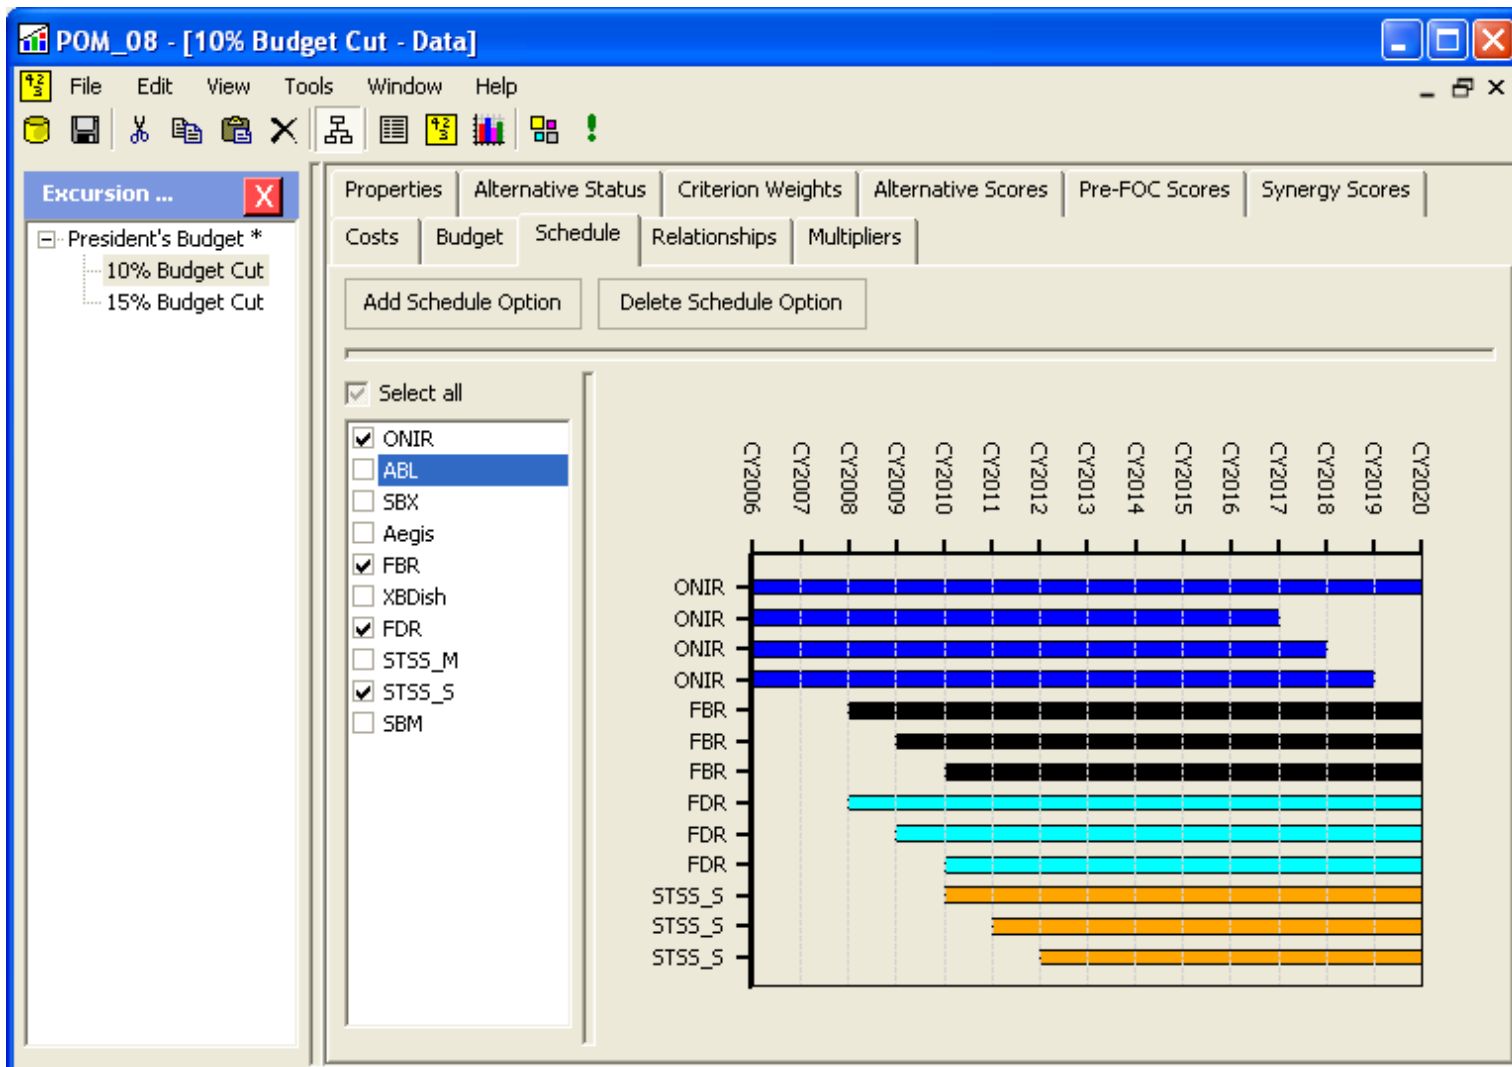 POM_08 - [10% Budget Cut - Data]
File Edit View Tools Window Help
Excursion ...
President's Budget *
10% Budget Cut
15% Budget Cut
Properties Alternative Status Criterion Weights Alternative Scores Pre-FOC Scores Synergy Scores
Costs Budget Schedule Relationships Multipliers
Add Schedule Option Delete Schedule Option
Select all
ONIR
ABL
SBX
Aegis
FBR
XBDish
FDR
STSS_M
STSS_S
SBM
CY2006 CY2007 CY2008 CY2009 CY2010 CY2011 CY2012 CY2013 CY2014 CY2015 CY2016 CY2017 CY2018 CY2019 CY2020
ONIR
ONIR
ONIR
ONIR
FBR
FBR
FBR
FDR
FDR
FDR
STSS_S
STSS_S
STSS_S